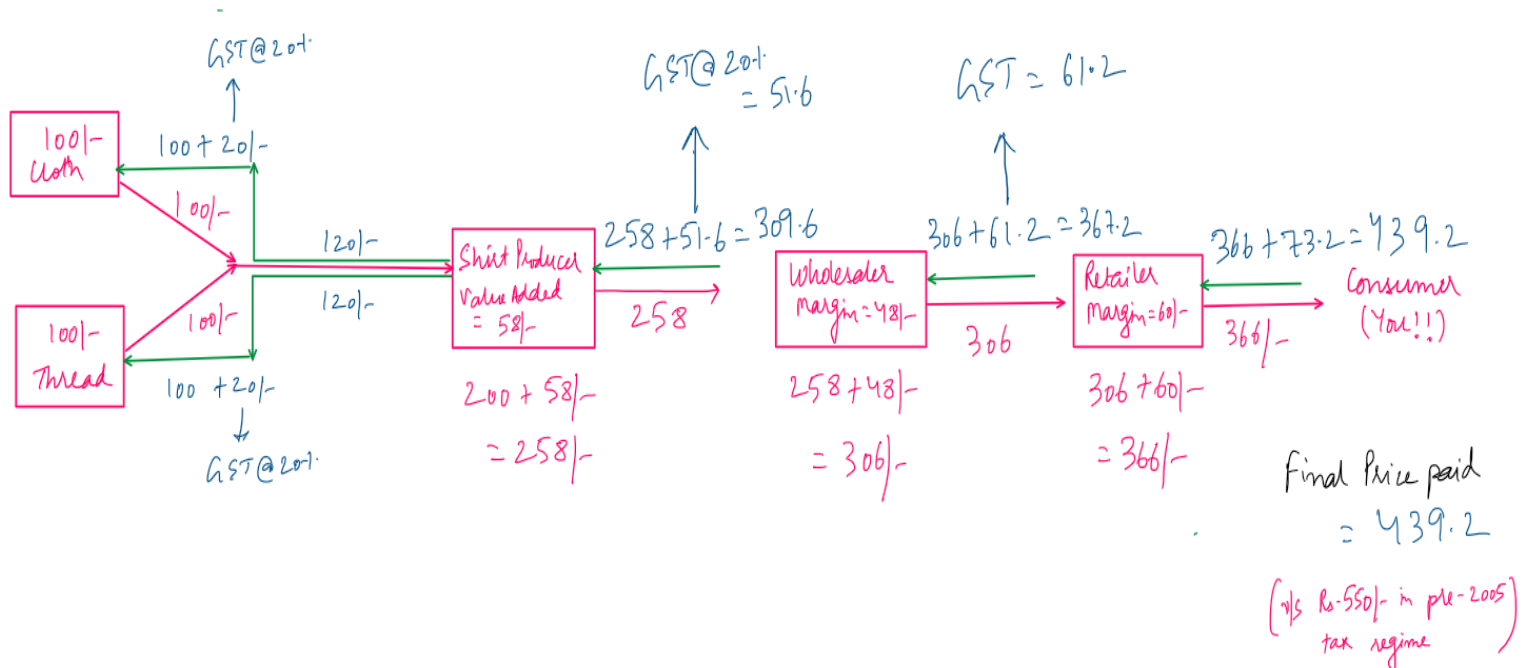 GST@20%
100/-
Cloth
100+20/-
100/-
120/-
120/-
100/-
100/-
Thread
100 +20/-
GST@20%
Shirt Producer
Value Added
= 58/-
200 + 58/-
= 258/-
GST@20%
= 51.6
258+51.6=309.6
258
Wholesaler
margin=48/-
258+48/-
= 306/-
GST = 61.2
306+61.2=367.2
306
Retailer
margin=60/-
306+60/-
= 366/-
366+73.2=439.2
366/-
Consumer
(You!!)
Final Price paid
= 439.2
(v/s Rs.550/- in pre-2005
tax regime)